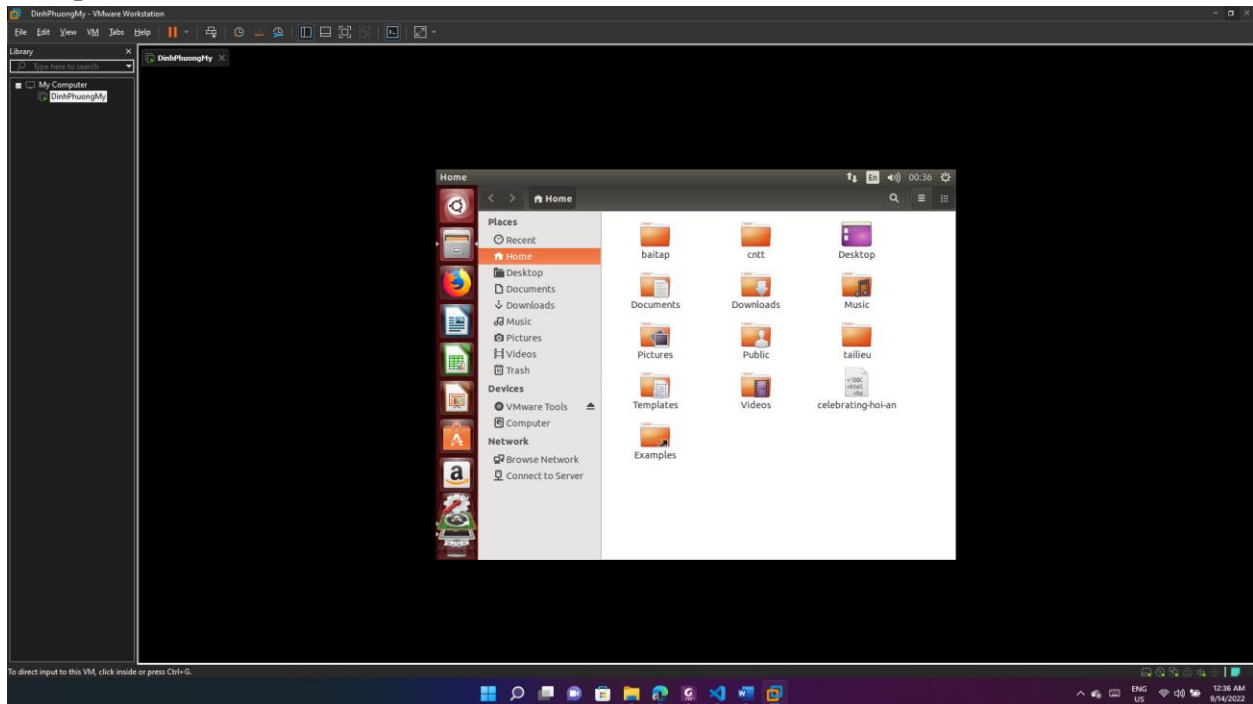 DinhPhuongMy - VMware Workstation
File Edit View VM Tabs Help
Library
Type here to search
My Computer
DinhPhuongMy
DinhPhuongMy
Home
En 00:36
Home
Places
Recent
Home
Desktop
Documents
Downloads
Music
Pictures
Videos
Trash
Devices
VMware Tools
Computer
Network
Browse Network
Connect to Server
baitap cntt Desktop
Documents Downloads Music
Pictures Public tailieu
Templates Videos celebrating-hoi-an
Examples
To direct input to this VM, click inside or press Ctrl+G.
ENG
US
12:36 AM
9/14/2022